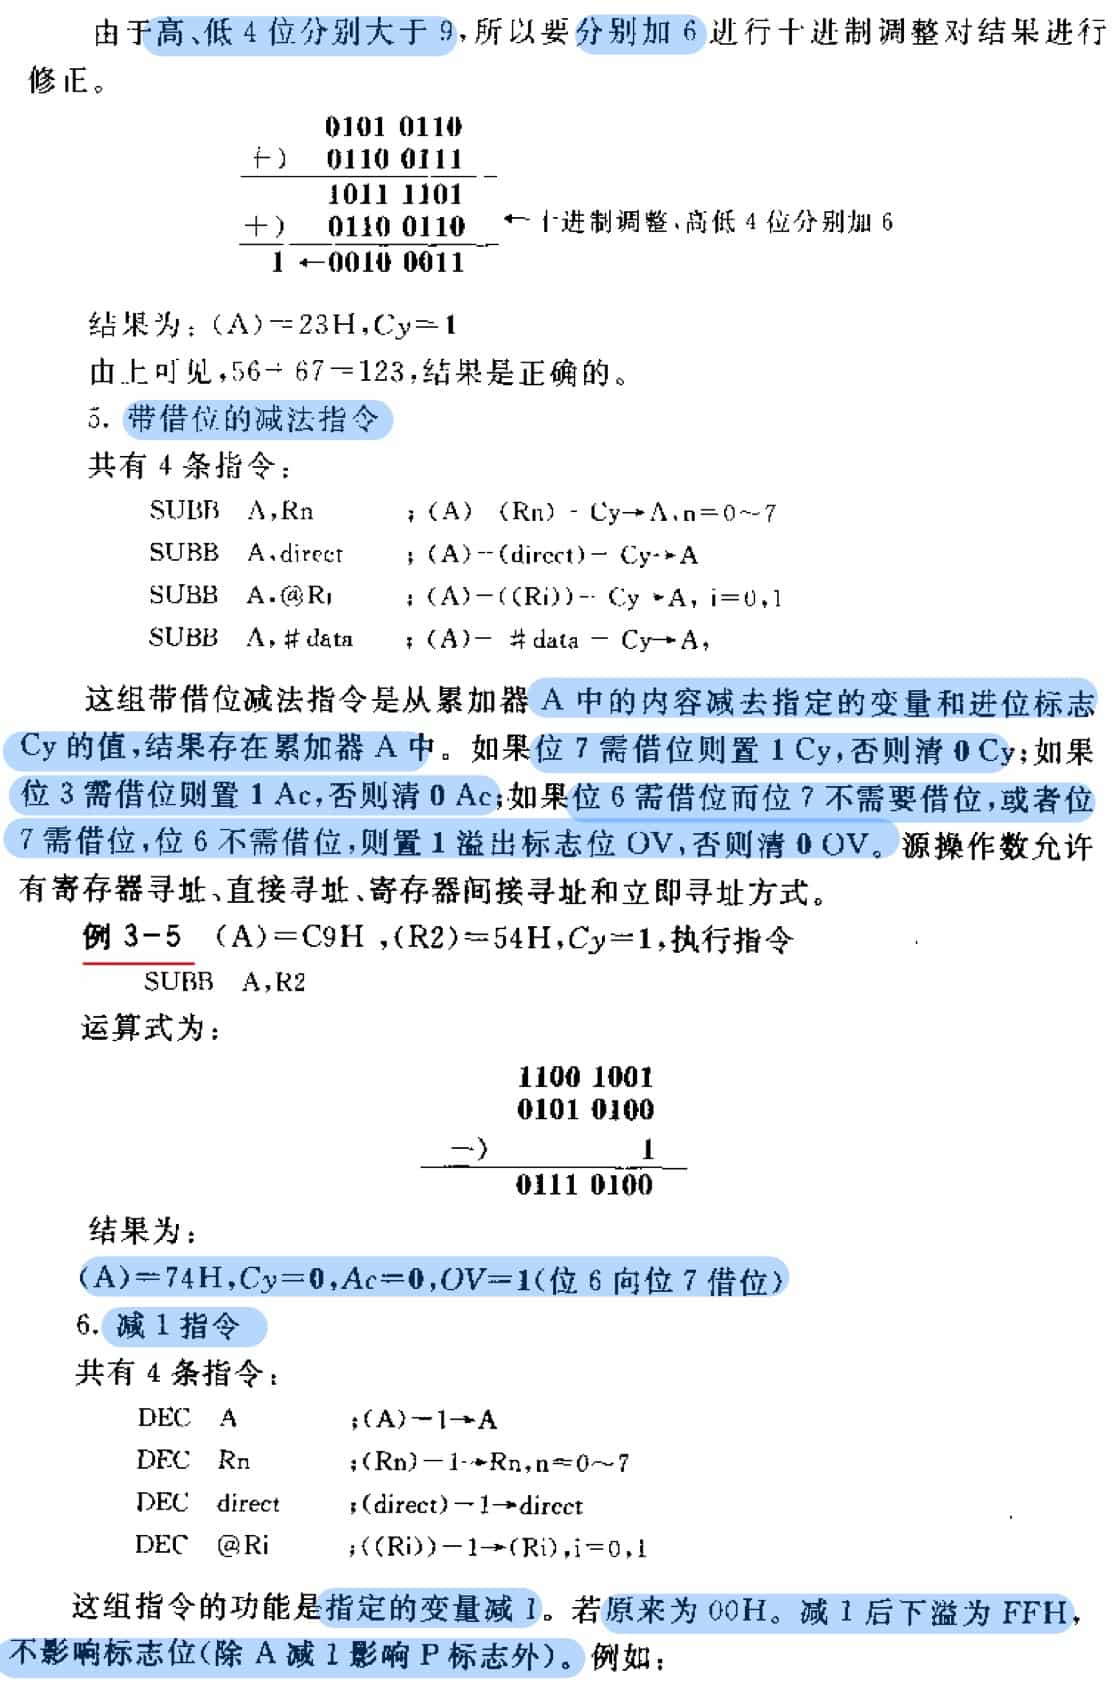 由于高、低 4 位分别大于 9，所以要分别加 6 进行十进制调整对结果进行
修正。
0101 0110
＋） 0110 0111
1011 1101
＋） 0110 0110 ←十进制调整、高低 4 位分别加 6
1 ←0010 0011
结果为：（A）=23H，Cy=1
由上可见，56＋67=123，结果是正确的。
5. 带借位的减法指令
共有 4 条指令：
SUBB A，Rn ；（A） （Rn）- Cy→A、n=0～7
SUBB A、direct ；（A）-（direct）- Cy→A
SUBB A.@Ri ；（A）-（（Ri））- Cy→A，i=0，1
SUBB A，#data ；（A）- #data - Cy→A，
这组带借位减法指令是从累加器 A 中的内容减去指定的变量和进位标志
Cy 的值，结果存在累加器 A 中。如果位 7 需借位则置 1 Cy，否则清 0 Cy；如果
位 3 需借位则置 1 Ac，否则清 0 Ac；如果位 6 需借位而位 7 不需要借位，或者位
7 需借位，位 6 不需借位，则置 1 溢出标志位 OV，否则清 0 OV。源操作数允许
有寄存器寻址、直接寻址、寄存器间接寻址和立即寻址方式。
例 3-5 （A）=C9H ，（R2）=54H，Cy=1，执行指令
SUBB A，R2
运算式为：
1100 1001
0101 0100
－） 1
0111 0100
结果为：
（A）=74H，Cy=0，Ac=0，OV=1（位 6 向位 7 借位）
6. 减 1 指令
共有 4 条指令：
DEC A ；（A）-1→A
DEC Rn ；（Rn）-1→Rn，n=0～7
DEC direct ；（direct）-1→direct
DEC @Ri ；（（Ri））-1→（Ri），i=0，1
这组指令的功能是指定的变量减 1。若原来为 00H。减 1 后下溢为 FFH，
不影响标志位（除 A 减 1 影响 P 标志外）。例如：